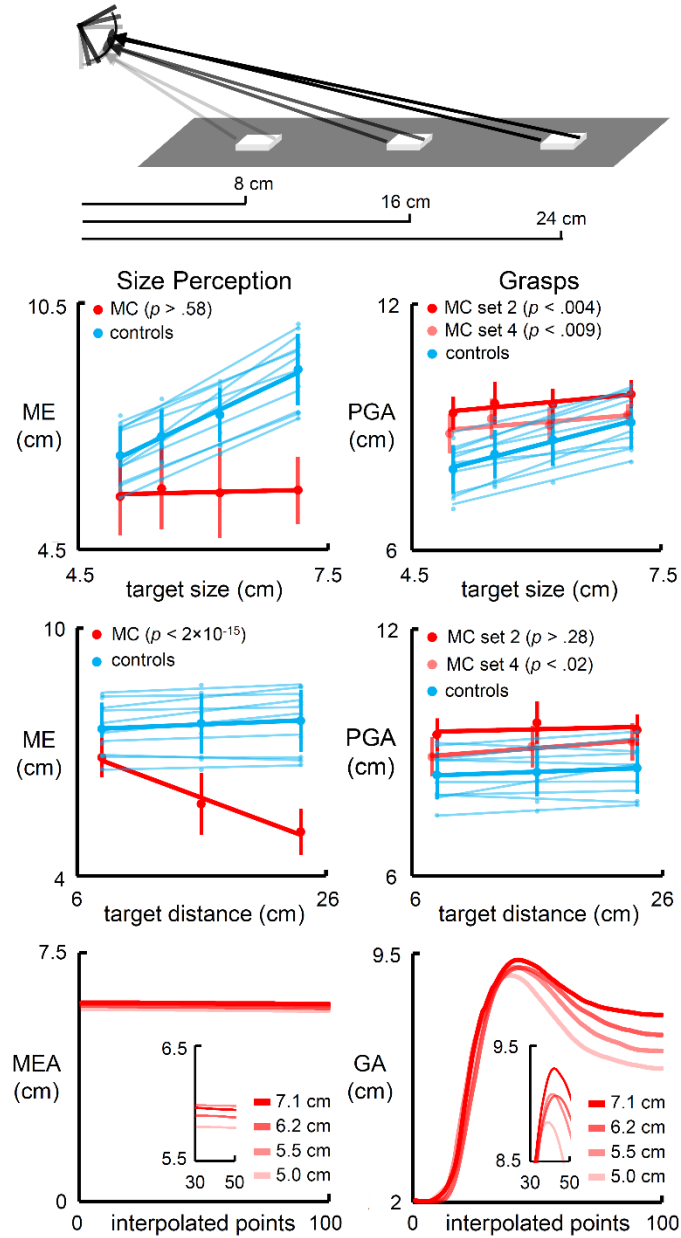 8 cm
16 cm
24 cm
Size Perception
Grasps
10.5
MC (p > .58)
controls
ME
(cm)
4.5
4.5
7.5
target size (cm)
12
MC set 2 (p < .004)
MC set 4 (p < .009)
controls
PGA
(cm)
6
4.5
7.5
target size (cm)
10
MC (p < 2×10-15)
controls
ME
(cm)
4
6
26
target distance (cm)
12
MC set 2 (p > .28)
MC set 4 (p < .02)
controls
PGA
(cm)
6
6
26
target distance (cm)
7.5
MEA
(cm)
6.5
5.5
30
50
7.1 cm
6.2 cm
5.5 cm
5.0 cm
0
0
100
interpolated points
9.5
GA
(cm)
9.5
8.5
30
50
7.1 cm
6.2 cm
5.5 cm
5.0 cm
2
0
100
interpolated points